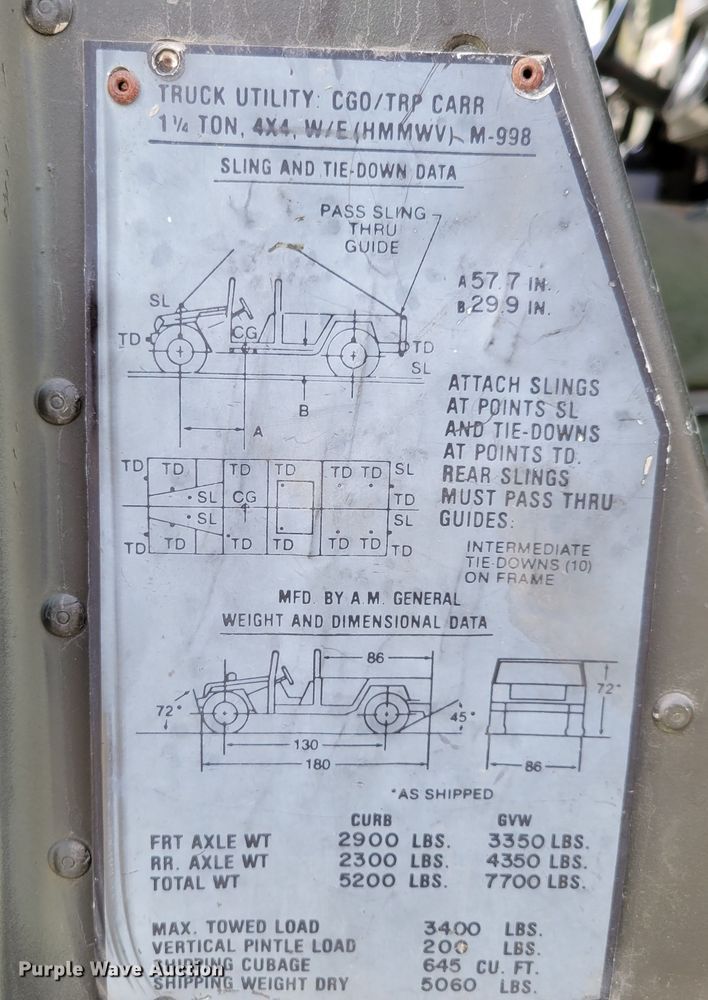 TRUCK UTILITY: CGO/TRP CARR
1¼ TON, 4X4, W/E (HMMWV) M-998
SLING AND TIE-DOWN DATA
PASS SLING
THRU
GUIDE
A 57.7 IN.
B 29.9 IN.
SL
CG
TD
TD
SL
B
A
ATTACH SLINGS
AT POINTS SL
AND TIE-DOWNS
AT POINTS TD.
REAR SLINGS
MUST PASS THRU
GUIDES:
TD TD TD TD TD TD SL
SL CG TD
SL SL
TD TD TD TD TD TD TD
INTERMEDIATE
TIE-DOWNS (10)
ON FRAME
MFD. BY A.M. GENERAL
WEIGHT AND DIMENSIONAL DATA
86
72°
45°
72*
130
180
86
*AS SHIPPED
CURB GVW
FRT AXLE WT 2900 LBS. 3350 LBS.
RR. AXLE WT 2300 LBS. 4350 LBS.
TOTAL WT 5200 LBS. 7700 LBS.
MAX. TOWED LOAD 3400 LBS.
VERTICAL PINTLE LOAD 200 LBS.
SHIPPING CUBAGE 645 CU. FT.
SHIPPING WEIGHT DRY 5060 LBS.
Purple Wave Auction